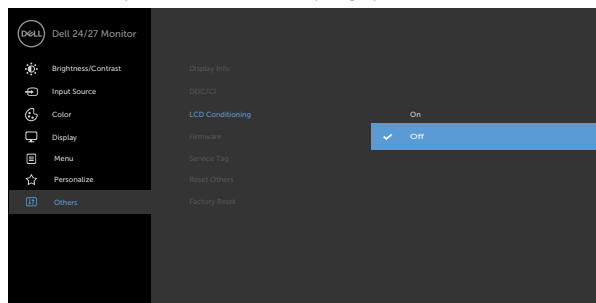 DELL Dell 24/27 Monitor
Brightness/Contrast Display Info
Input Source DDC/CI
Color LCD Conditioning On
Display Firmware Off
Menu Service Tag
Personalize Reset Others
Others Factory Reset